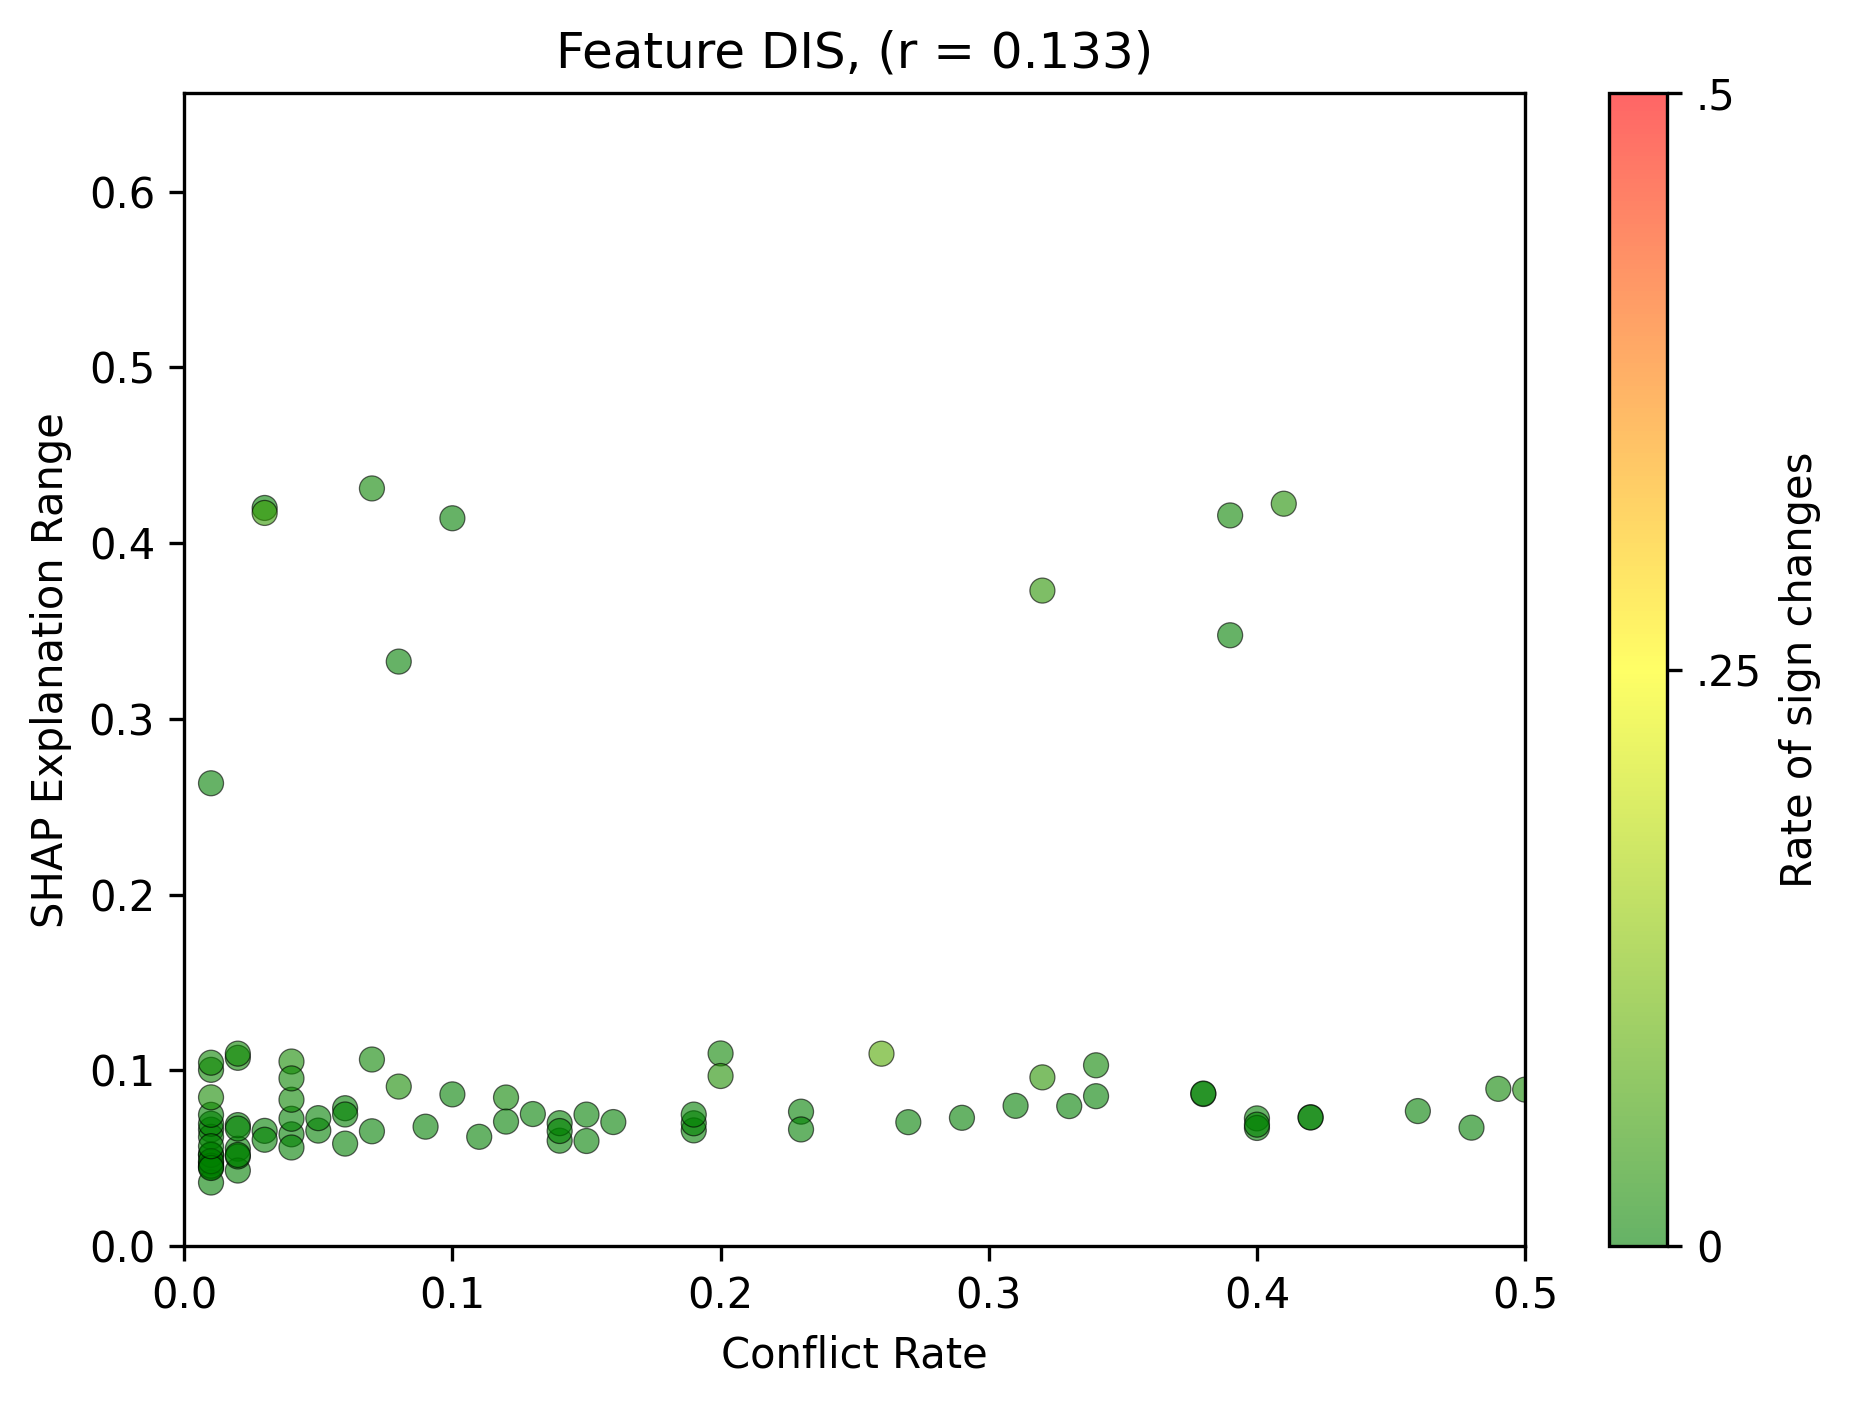 Feature DIS, (r = 0.133)
SHAP Explanation Range
0.6
0.5
0.4
0.3
0.2
0.1
0.0
0.0 0.1 0.2 0.3 0.4 0.5
Conflict Rate
.5
.25
0
Rate of sign changes